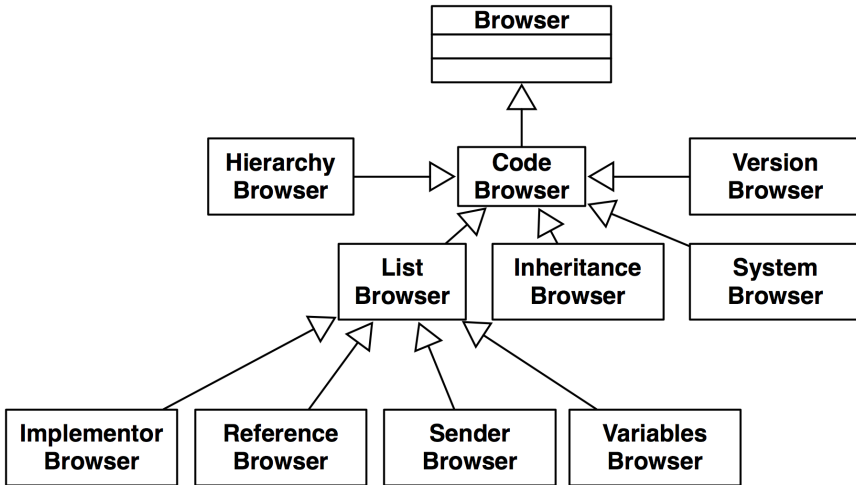 Browser
Hierarchy
Browser
Code
Browser
Version
Browser
List
Browser
Inheritance
Browser
System
Browser
Implementor
Browser
Reference
Browser
Sender
Browser
Variables
Browser